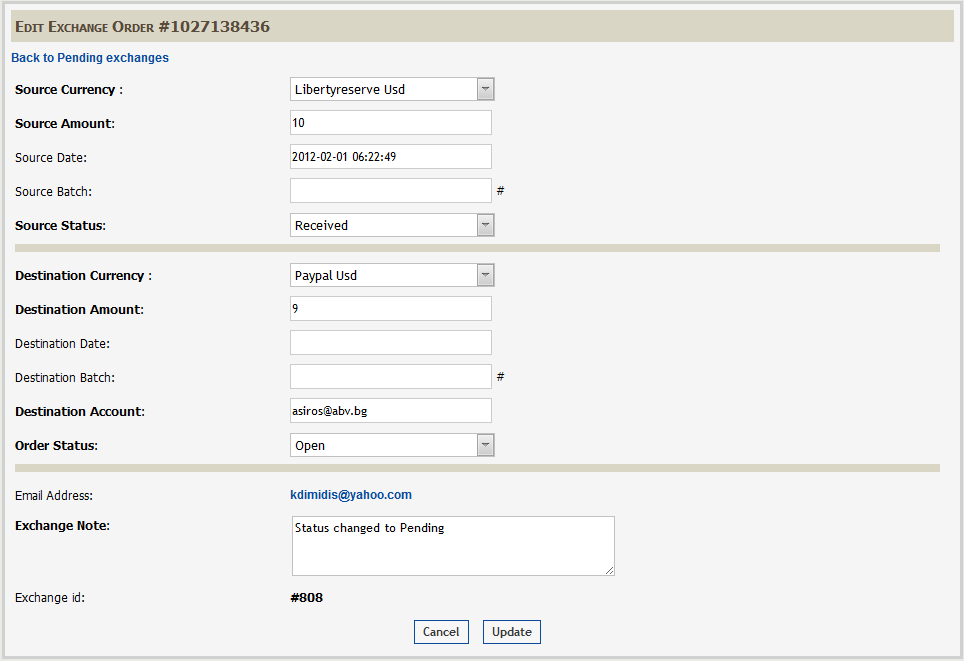 Edit Exchange Order #1027138436
Back to Pending exchanges
Source Currency : Libertyreserve Usd
Source Amount: 10
Source Date: 2012-02-01 06:22:49
Source Batch: #
Source Status: Received
Destination Currency : Paypal Usd
Destination Amount: 9
Destination Date:
Destination Batch: #
Destination Account: asiros@abv.bg
Order Status: Open
Email Address: kdimidis@yahoo.com
Exchange Note: Status changed to Pending
Exchange id: #808
Cancel Update